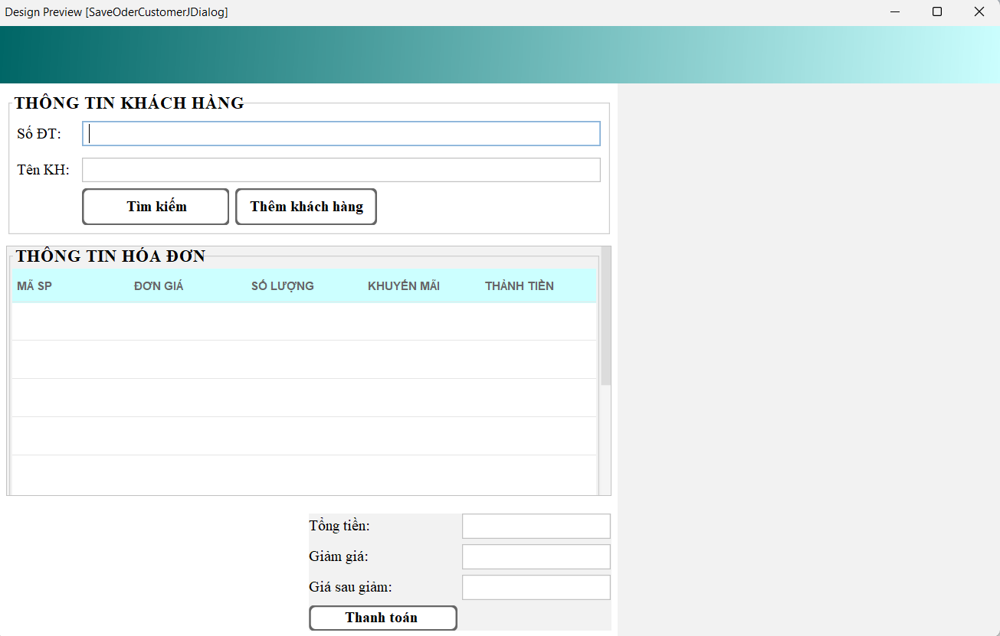 Design Preview [SaveOderCustomerJDialog]
THÔNG TIN KHÁCH HÀNG
Số ĐT:
Tên KH:
Tìm kiếm Thêm khách hàng
THÔNG TIN HÓA ĐƠN
MÃ SP ĐƠN GIÁ SỐ LƯỢNG KHUYẾN MÃI THÀNH TIỀN
Tổng tiền:
Giảm giá:
Giá sau giảm:
Thanh toán